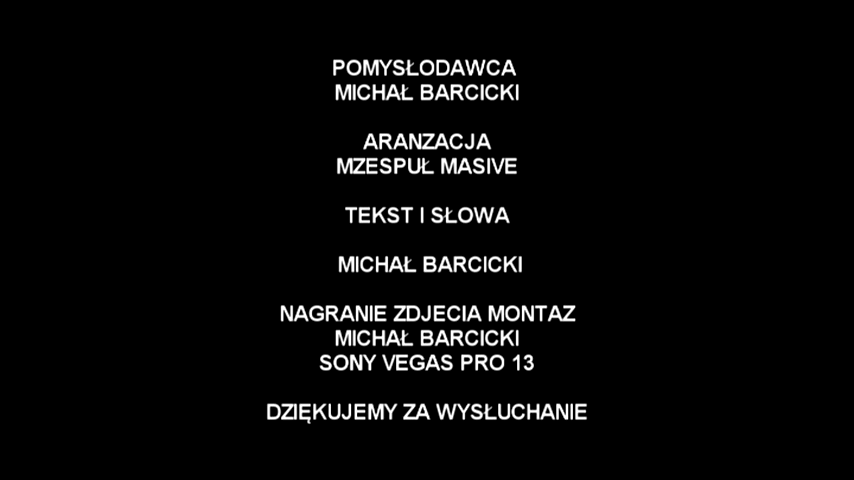 POMYSŁODAWCA
MICHAŁ BARCICKI
ARANZACJA
MZESPUŁ MASIVE
TEKST I SŁOWA
MICHAŁ BARCICKI
NAGRANIE ZDJECIA MONTAZ
MICHAŁ BARCICKI
SONY VEGAS PRO 13
DZIĘKUJEMY ZA WYSŁUCHANIE